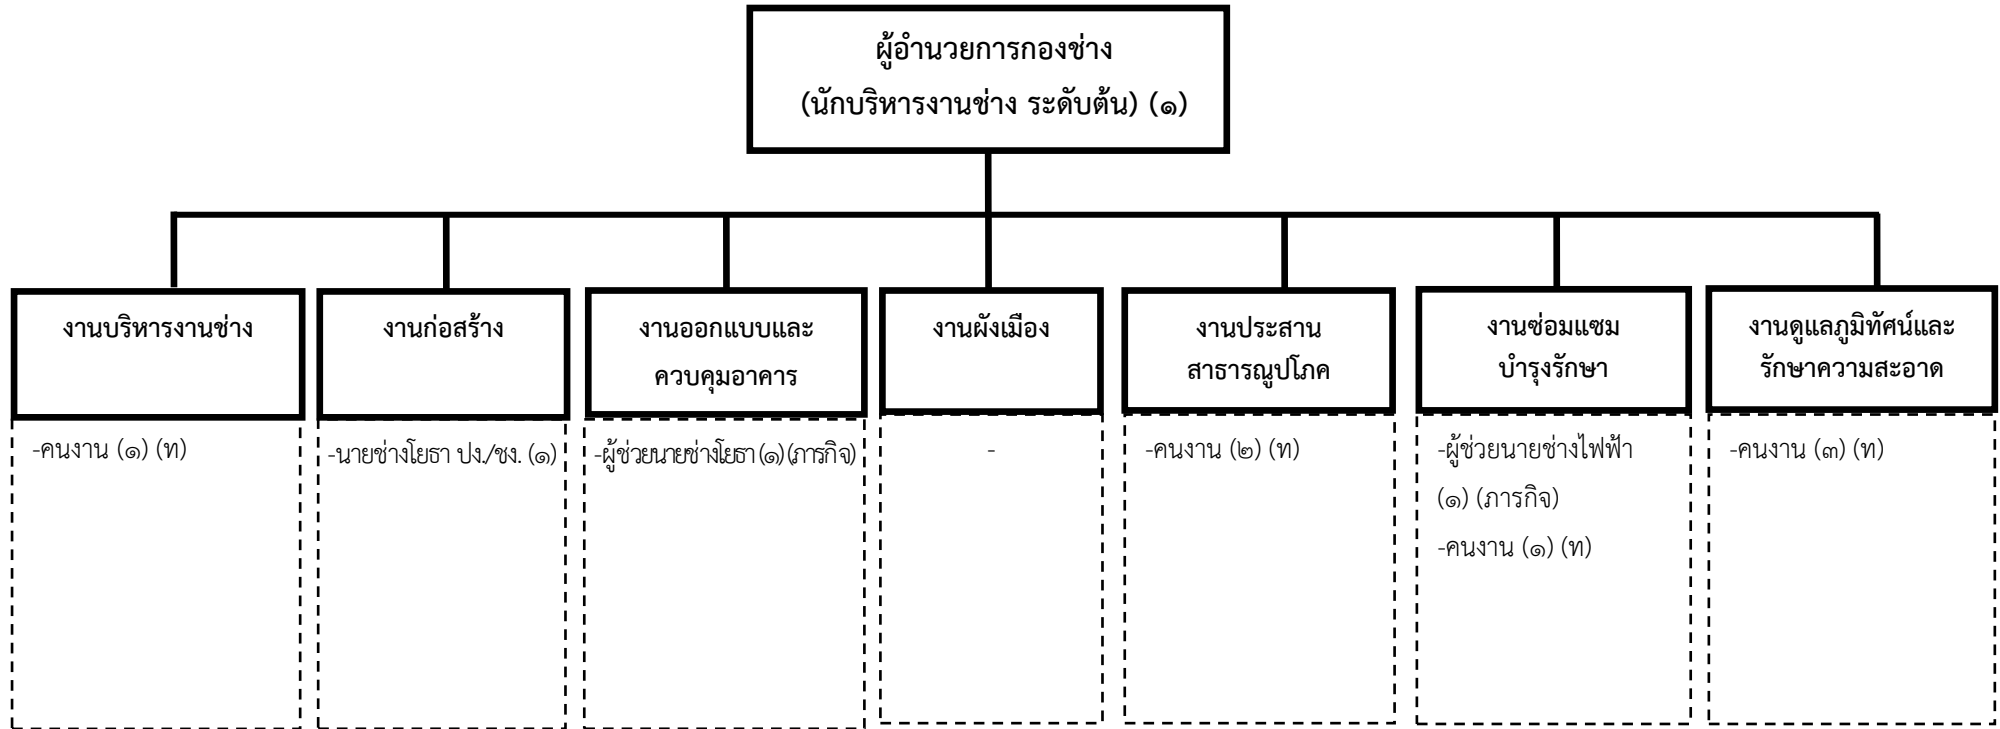 ผู้อำนวยการกองช่าง
(นักบริหารงานช่าง ระดับต้น) (๑)
งานบริหารงานช่าง
-คนงาน (๑) (ท)
งานก่อสร้าง
-นายช่างโยธา ปง./ชง. (๑)
งานออกแบบและ
ควบคุมอาคาร
-ผู้ช่วยนายช่างโยธา (๑) (ภารกิจ)
งานผังเมือง
-
งานประสาน
สาธารณูปโภค
-คนงาน (๒) (ท)
งานซ่อมแซม
บำรุงรักษา
-ผู้ช่วยนายช่างไฟฟ้า
(๑) (ภารกิจ)
-คนงาน (๑) (ท)
งานดูแลภูมิทัศน์และ
รักษาความสะอาด
-คนงาน (๓) (ท)